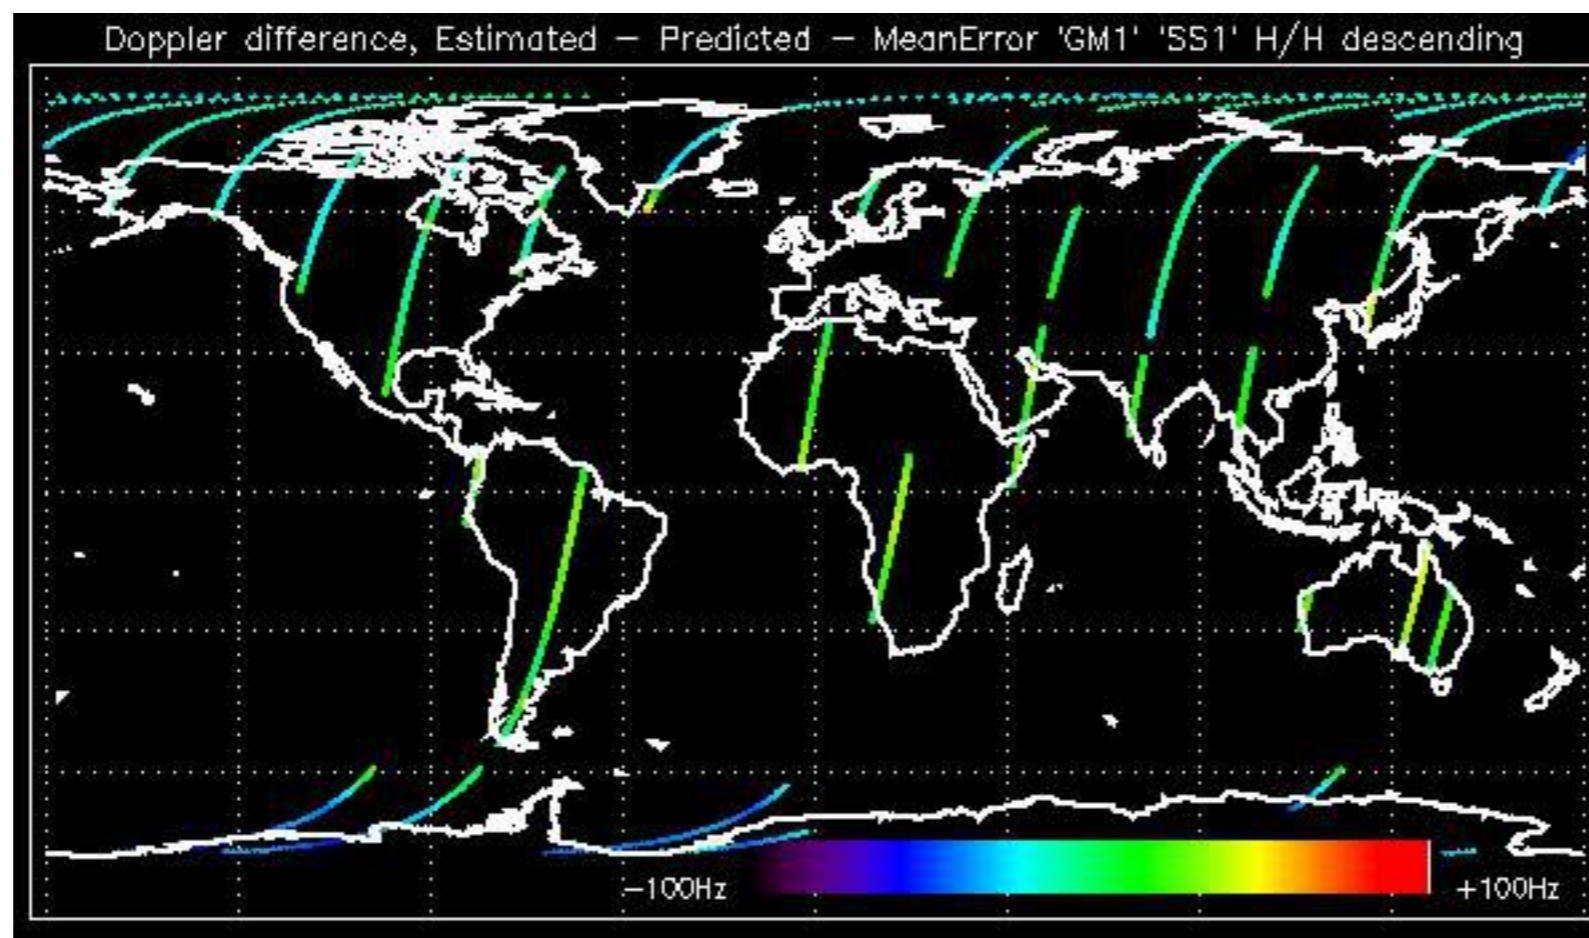 Doppler difference, Estimated – Predicted – MeanError 'GM1' 'SS1' H/H descending
–100Hz
+100Hz